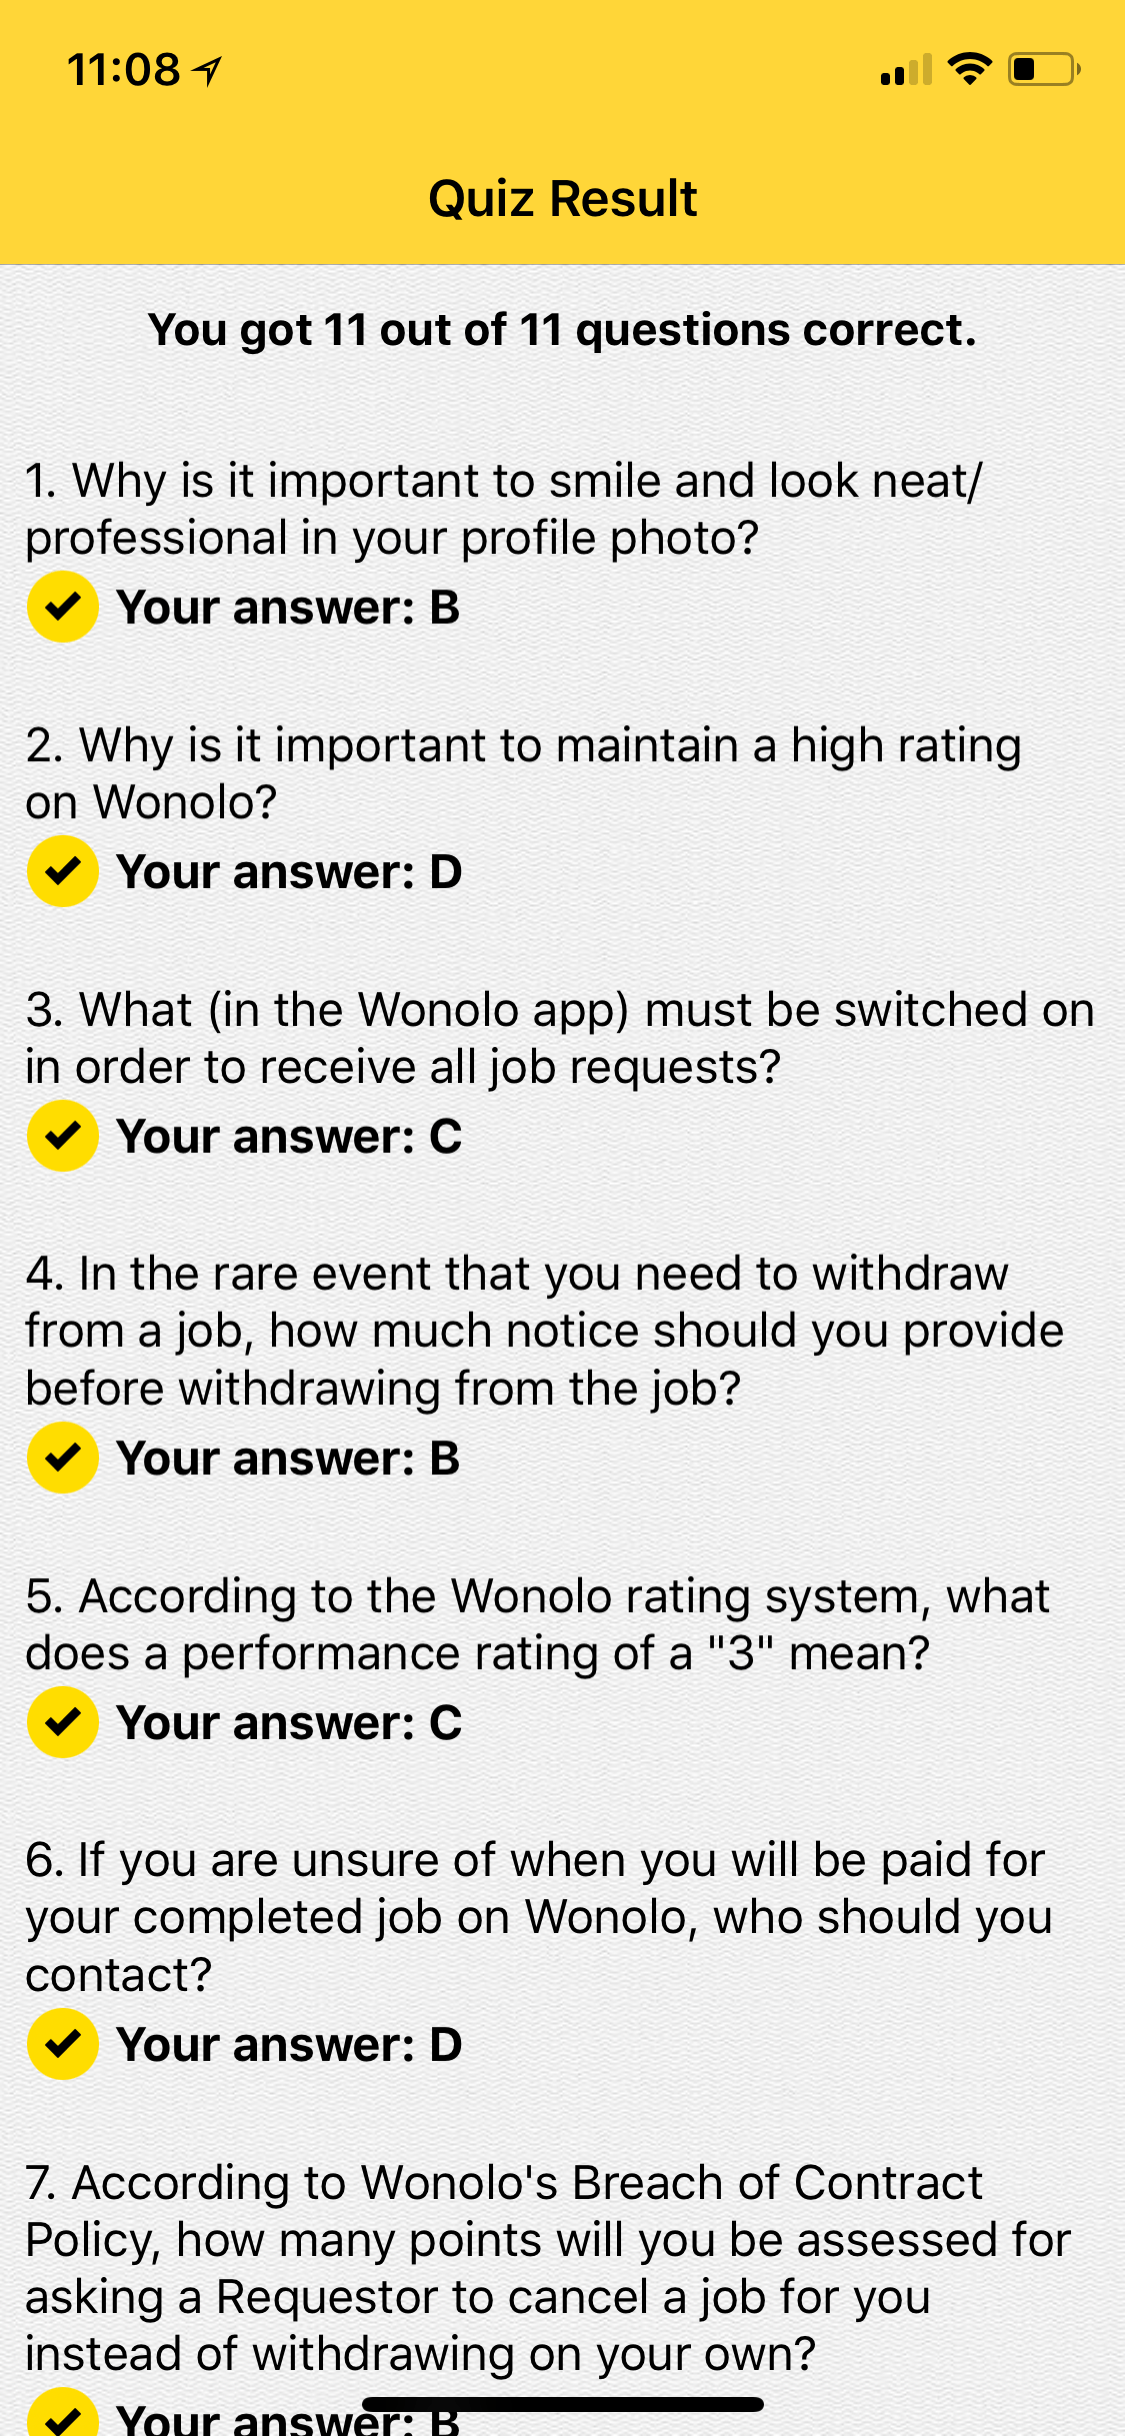 11:08
Quiz Result
You got 11 out of 11 questions correct.
1. Why is it important to smile and look neat/
professional in your profile photo?
Your answer: B
2. Why is it important to maintain a high rating
on Wonolo?
Your answer: D
3. What (in the Wonolo app) must be switched on
in order to receive all job requests?
Your answer: C
4. In the rare event that you need to withdraw
from a job, how much notice should you provide
before withdrawing from the job?
Your answer: B
5. According to the Wonolo rating system, what
does a performance rating of a "3" mean?
Your answer: C
6. If you are unsure of when you will be paid for
your completed job on Wonolo, who should you
contact?
Your answer: D
7. According to Wonolo's Breach of Contract
Policy, how many points will you be assessed for
asking a Requestor to cancel a job for you
instead of withdrawing on your own?
Your answer: B